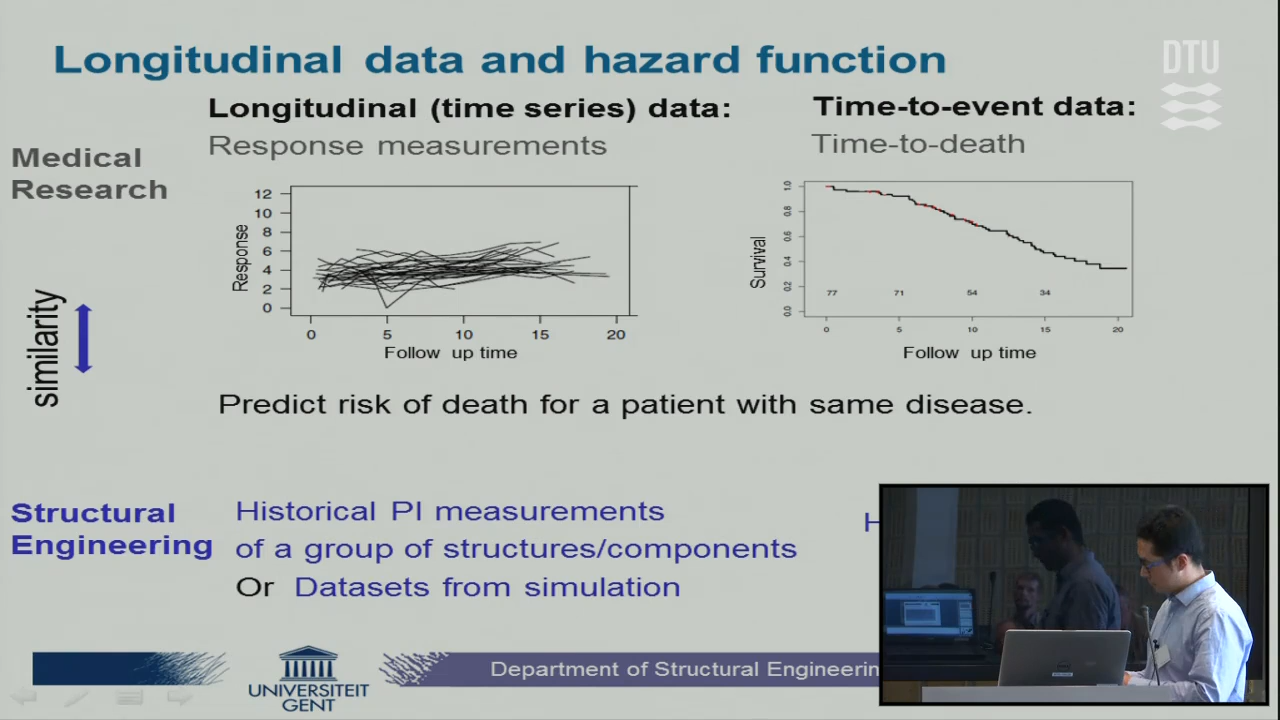 Longitudinal data and hazard function
DTU
Longitudinal (time series) data:
Response measurements
Time-to-event data:
Time-to-death
Medical
Research
Response
12
10
8
6
4
2
0
0 5 10 15 20
Follow up time
Survival
1.0
0.8
0.6
0.4
0.2
0.0
77 71 54 34
0 5 10 15 20
Follow up time
similarity
Predict risk of death for a patient with same disease.
Structural
Engineering
Historical PI measurements
of a group of structures/components
Or Datasets from simulation
H
UNIVERSITEIT
GENT
Department of Structural Engineerin